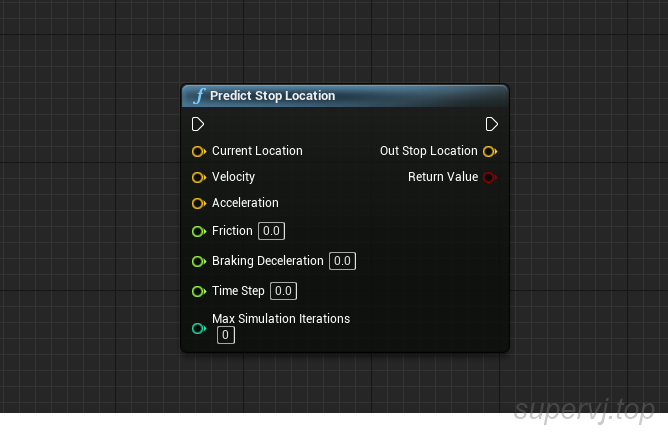 f Predict Stop Location
Current Location Out Stop Location
Velocity Return Value
Acceleration
Friction 0.0
Braking Deceleration 0.0
Time Step 0.0
Max Simulation Iterations
0
supervj.top